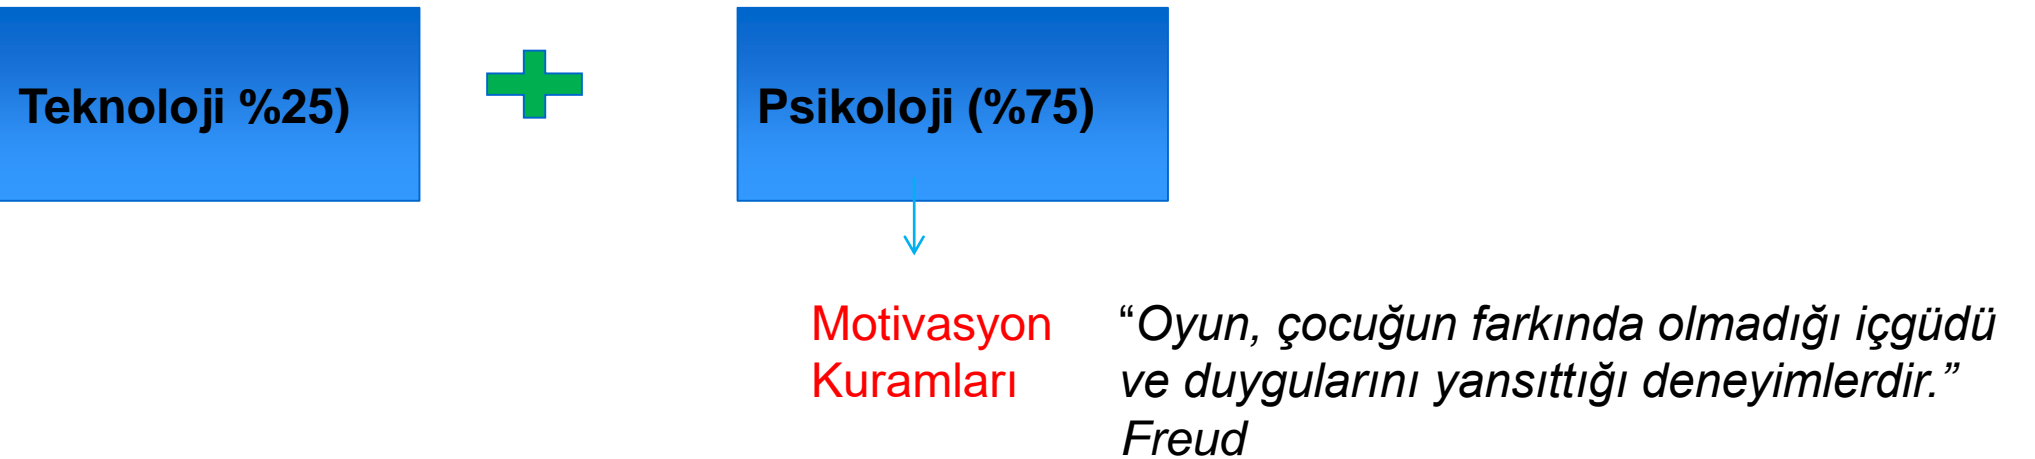 Teknoloji %25)
Psikoloji (%75)
Motivasyon
Kuramları
“Oyun, çocuğun farkında olmadığı içgüdü
ve duygularını yansıttığı deneyimlerdir.”
Freud